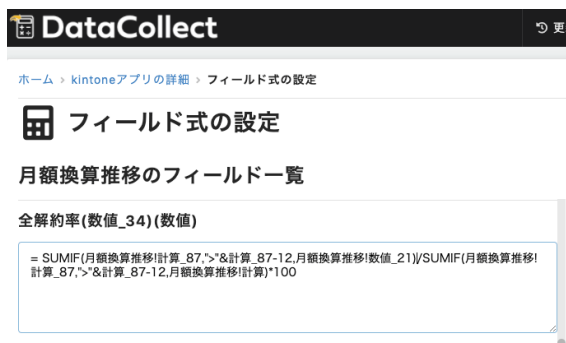 DataCollect
更
ホーム > kintoneアプリの詳細 > フィールド式の設定
フィールド式の設定
月額換算推移のフィールド一覧
全解約率(数値_34)(数値)
= SUMIF(月額換算推移!計算_87,">"&計算_87-12,月額換算推移!数値_21)/SUMIF(月額換算推移!
計算_87,">"&計算_87-12,月額換算推移!計算)*100